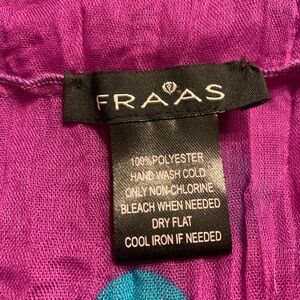 FRAAS
100%POLYESTER
HAND WASH COLD
ONLY NON-CHLORINE
BLEACH WHEN NEEDED
DRY FLAT
COOL IRON IF NEEDED